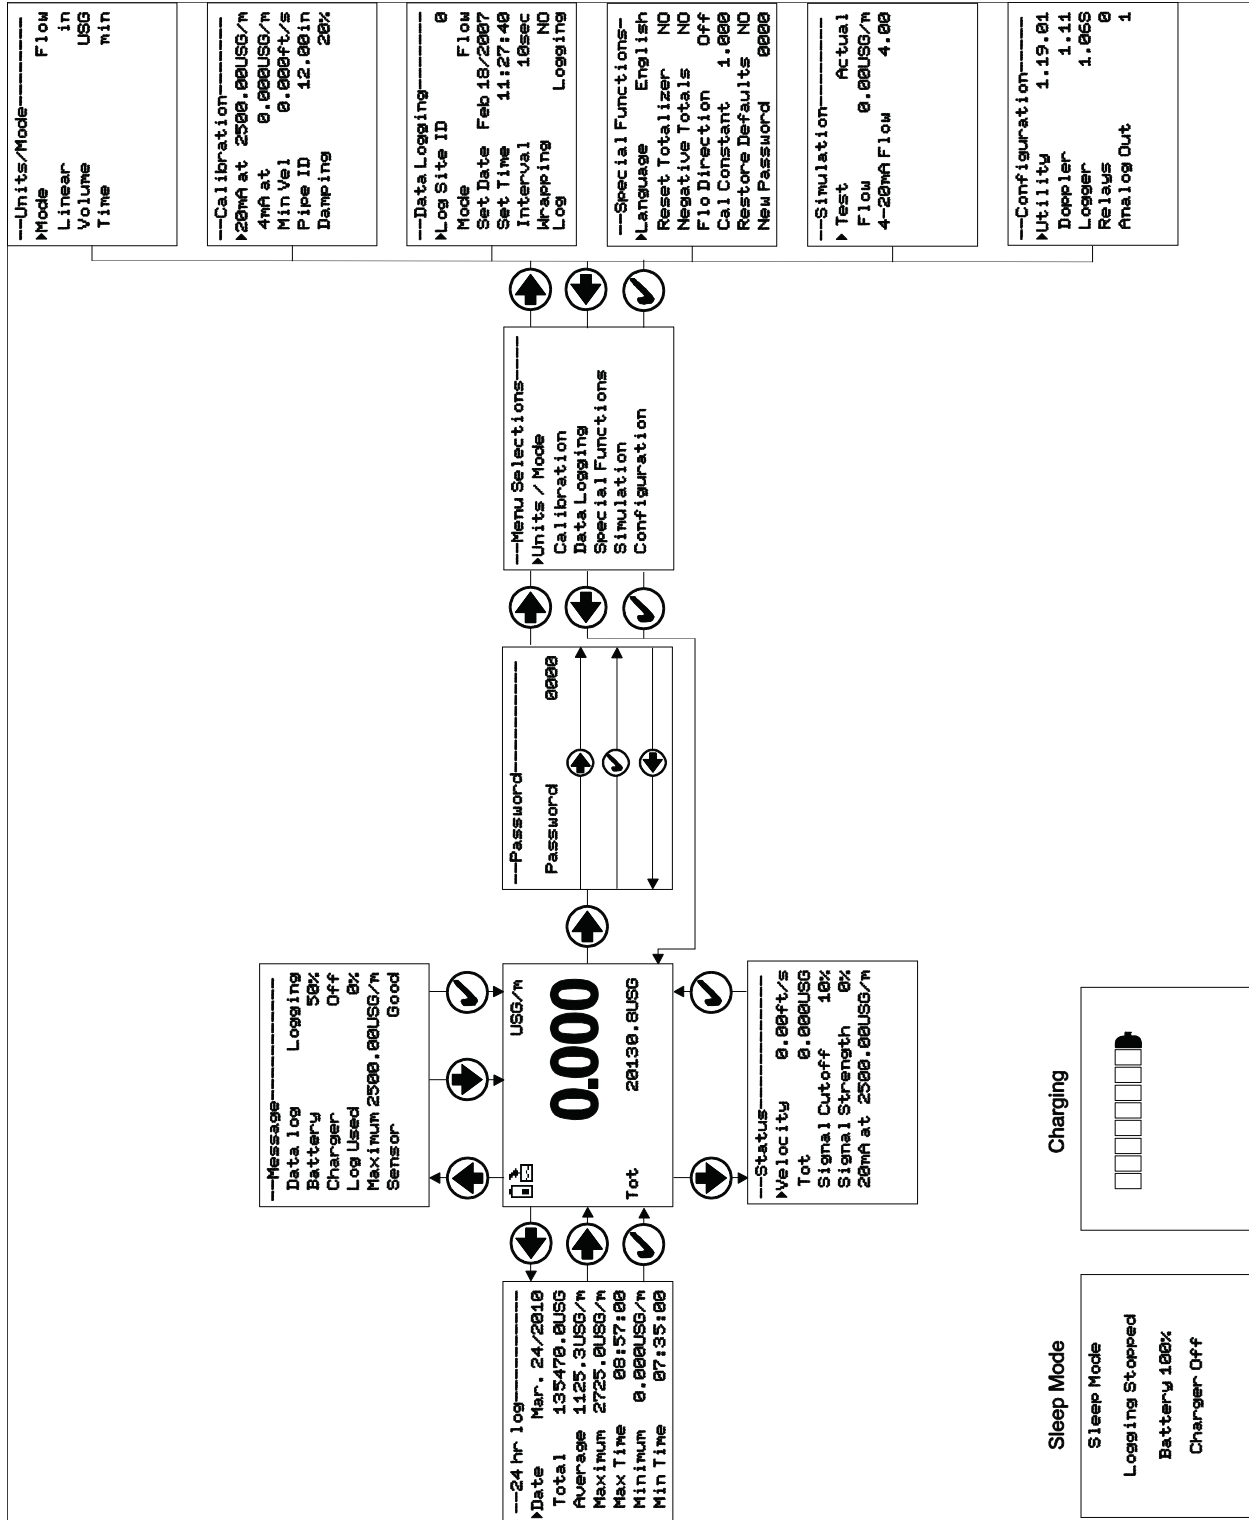 --Units/Mode---------
Mode Flow
Linear in
Volume USG
Time min
--Calibration--------
20mA at 2500.00USG/m
4mA at 0.000USG/m
Min Vel 0.000ft/s
Pipe ID 12.00in
Damping 20%
--Data Logging-------
Log Site ID 0
Mode Flow
Set Date Feb 18/2007
Set Time 11:27:40
Interval 10sec
Wrapping NO
Log Logging
--Special Functions-
Language English
Reset Totalizer NO
Negative Totals NO
Flo Direction Off
Cal Constant 1.000
Restore Defaults NO
New Password 0000
--Simulation--------
Test Actual
Flow 0.00USG/m
4-20mA Flow 4.00
--Configuration------
Utility 1.19.01
Doppler 1.11
Logger 1.06S
Relays 0
Analog Out 1
--Menu Selections-----
Units / Mode
Calibration
Data Logging
Special Functions
Simulation
Configuration
--Password-----------
Password 0000
--Message------------
Data log Logging
Battery 50%
Charger Off
Log Used 0%
Maximum 2500.00USG/m
Sensor Good
USG/m
0.000
Tot 20130.8USG
--Status-------------
Velocity 0.00ft/s
Tot 0.000USG
Signal Cutoff 10%
Signal Strength 0%
20mA at 2500.00USG/m
--24 hr log----------
Date Mar. 24/2010
Total 135470.0USG
Average 1125.3USG/m
Maximum 2725.0USG/m
Max Time 08:57:00
Minimum 0.000USG/m
Min Time 07:35:00
Charging
Sleep Mode
Sleep Mode
Logging Stopped
Battery 100%
Charger Off